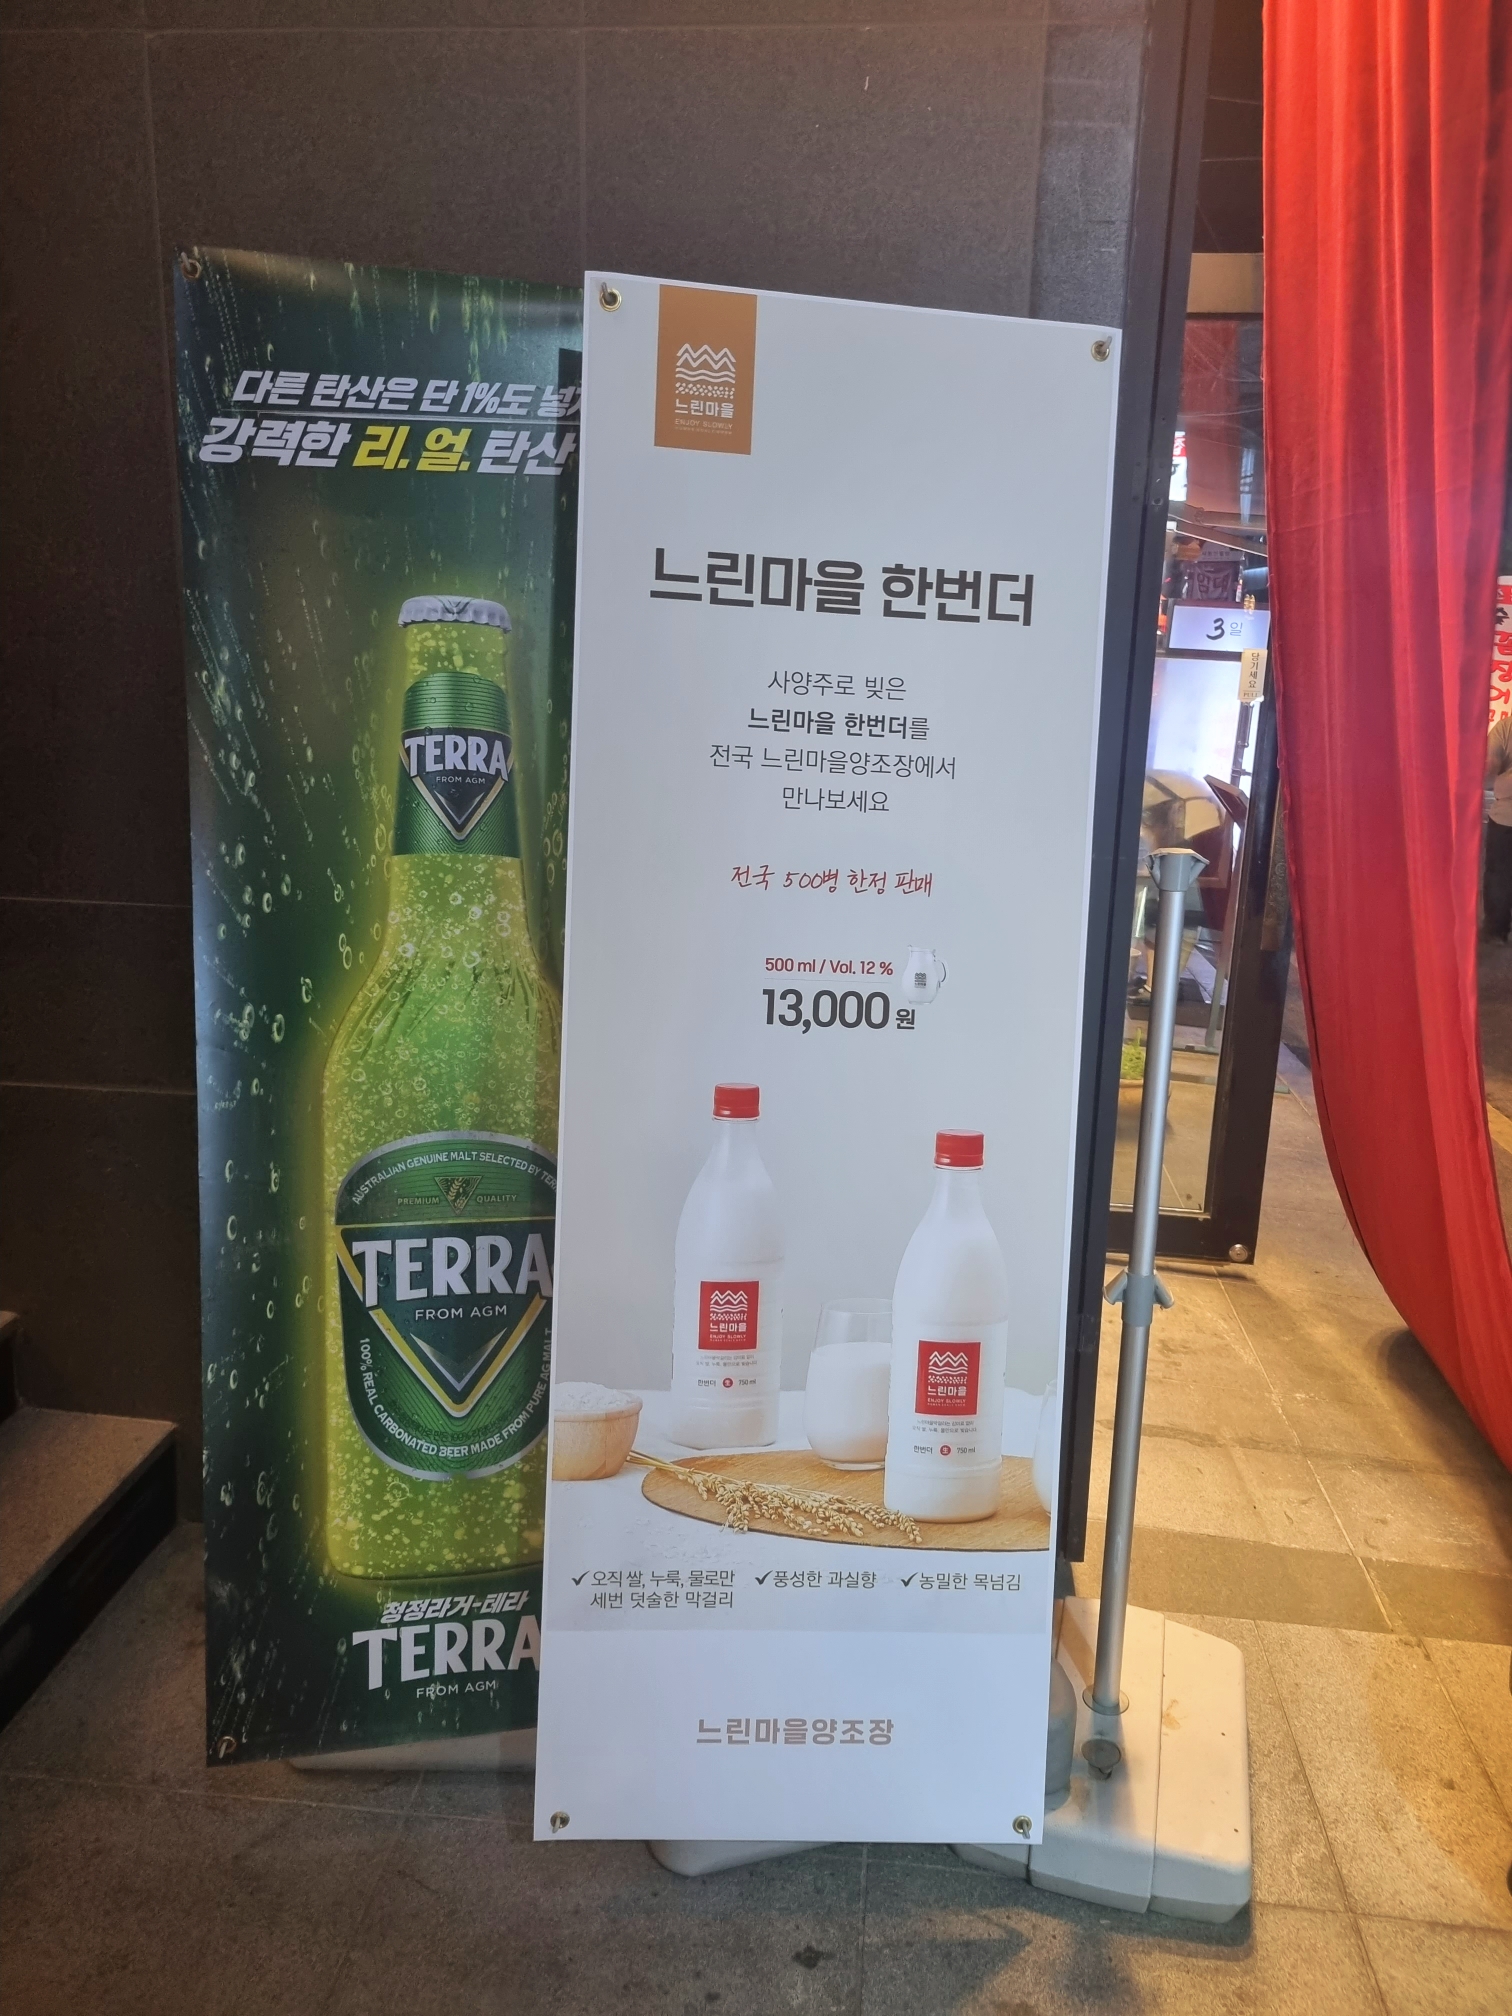 다른 탄산은 단 1%도 넣지
강력한 리.얼.탄산
TERRA
FROM AGM
AUSTRALIAN GENUINE MALT SELECTED BY TERRA
PREMIUM QUALITY
TERRA
FROM AGM
100% REAL CARBONATED BEER MADE FROM PURE AG MALT
청정라거-테라
TERRA
FROM AGM
느린마을
ENJOY SLOWLY
느린마을 한번더
사양주로 빚은
느린마을 한번더를
전국 느린마을양조장에서
만나보세요
전국 500병 한정 판매
500 ml / Vol. 12 %
13,000 원
느린마을
ENJOY SLOWLY
한번더 生 750 ml
느린마을
ENJOY SLOWLY
한번더 生 750 ml
✓오직 쌀, 누룩, 물로만
세번 덧술한 막걸리
✓풍성한 과실향
✓농밀한 목넘김
느린마을양조장
3일
당기세요
PULL